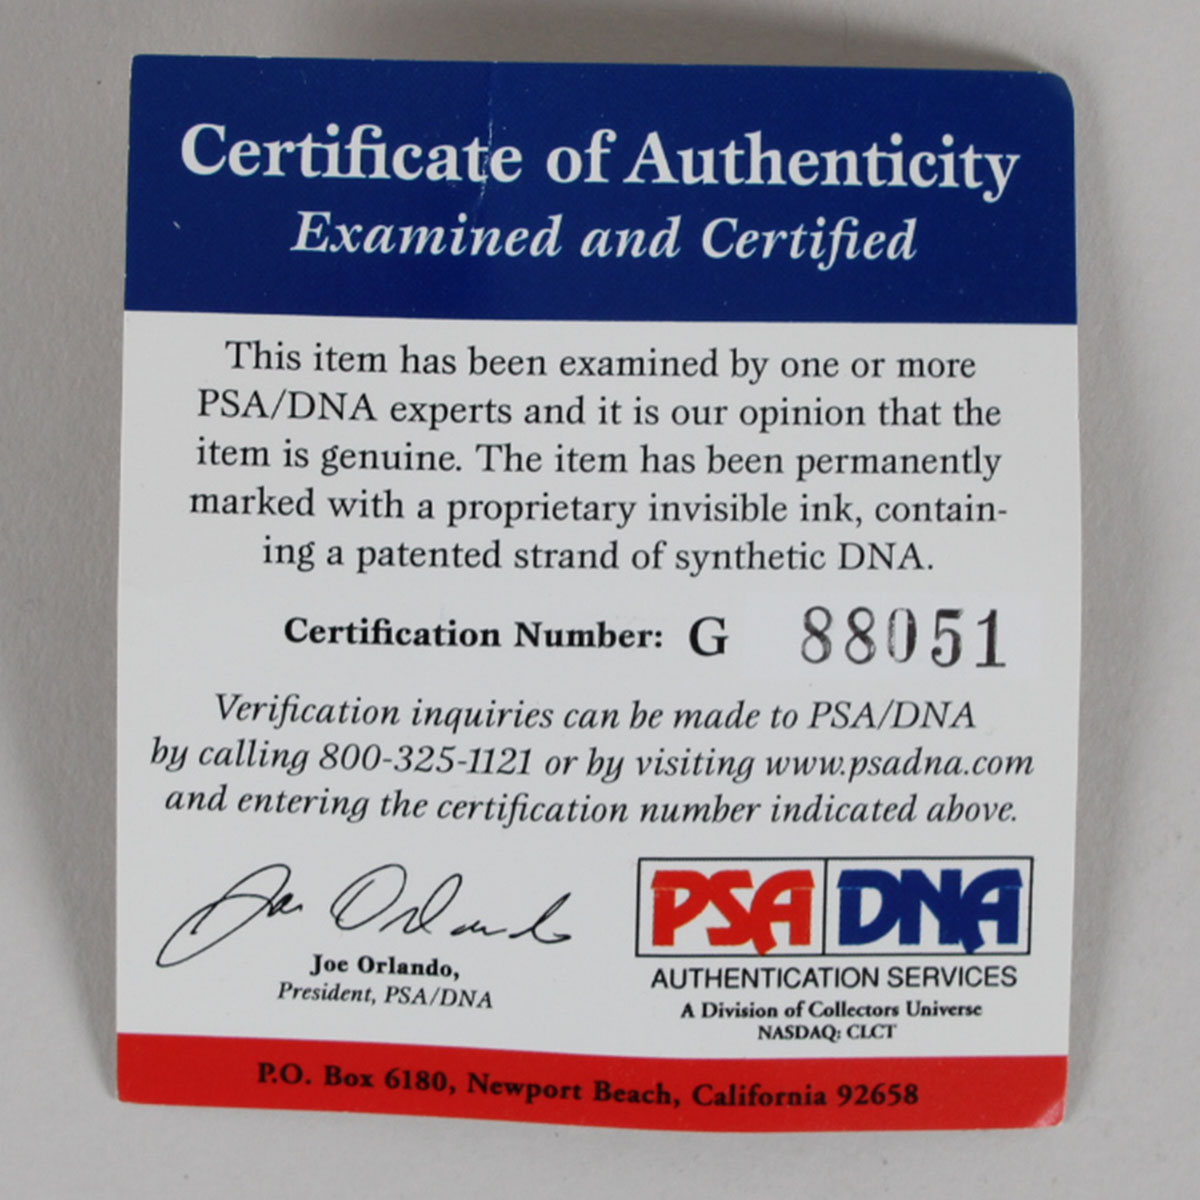 Certificate of Authenticity
Examined and Certified
This item has been examined by one or more
PSA/DNA experts and it is our opinion that the
item is genuine. The item has been permanently
marked with a proprietary invisible ink, contain-
ing a patented strand of synthetic DNA.
Certification Number: G 88051
Verification inquiries can be made to PSA/DNA
by calling 800-325-1121 or by visiting www.psadna.com
and entering the certification number indicated above.
Joe Orlando
Joe Orlando,
President, PSA/DNA
PSA DNA
AUTHENTICATION SERVICES
A Division of Collectors Universe
NASDAQ: CLCT
P.O. Box 6180, Newport Beach, California 92658